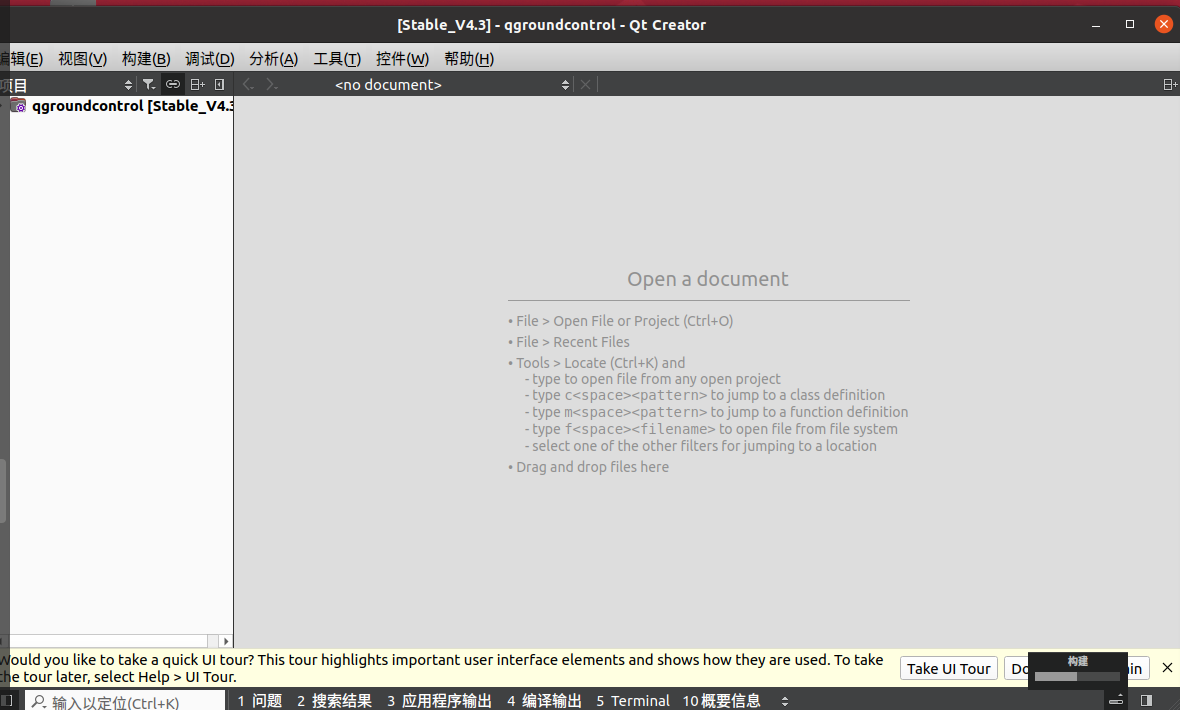 [Stable_V4.3] - qgroundcontrol - Qt Creator
编辑(E) 视图(V) 构建(B) 调试(D) 分析(A) 工具(T) 控件(W) 帮助(H)
项目 <no document>
qgroundcontrol [Stable_V4.3
Open a document
• File > Open File or Project (Ctrl+O)
• File > Recent Files
• Tools > Locate (Ctrl+K) and
- type to open file from any open project
- type c<space><pattern> to jump to a class definition
- type m<space><pattern> to jump to a function definition
- type f<space><filename> to open file from file system
- select one of the other filters for jumping to a location
• Drag and drop files here
Would you like to take a quick UI tour? This tour highlights important user interface elements and shows how they are used. To take
the tour later, select Help > UI Tour.
Take UI Tour
Do
构建
in
输入以定位(Ctrl+K) 1 问题 2 搜索结果 3 应用程序输出 4 编译输出 5 Terminal 10 概要信息